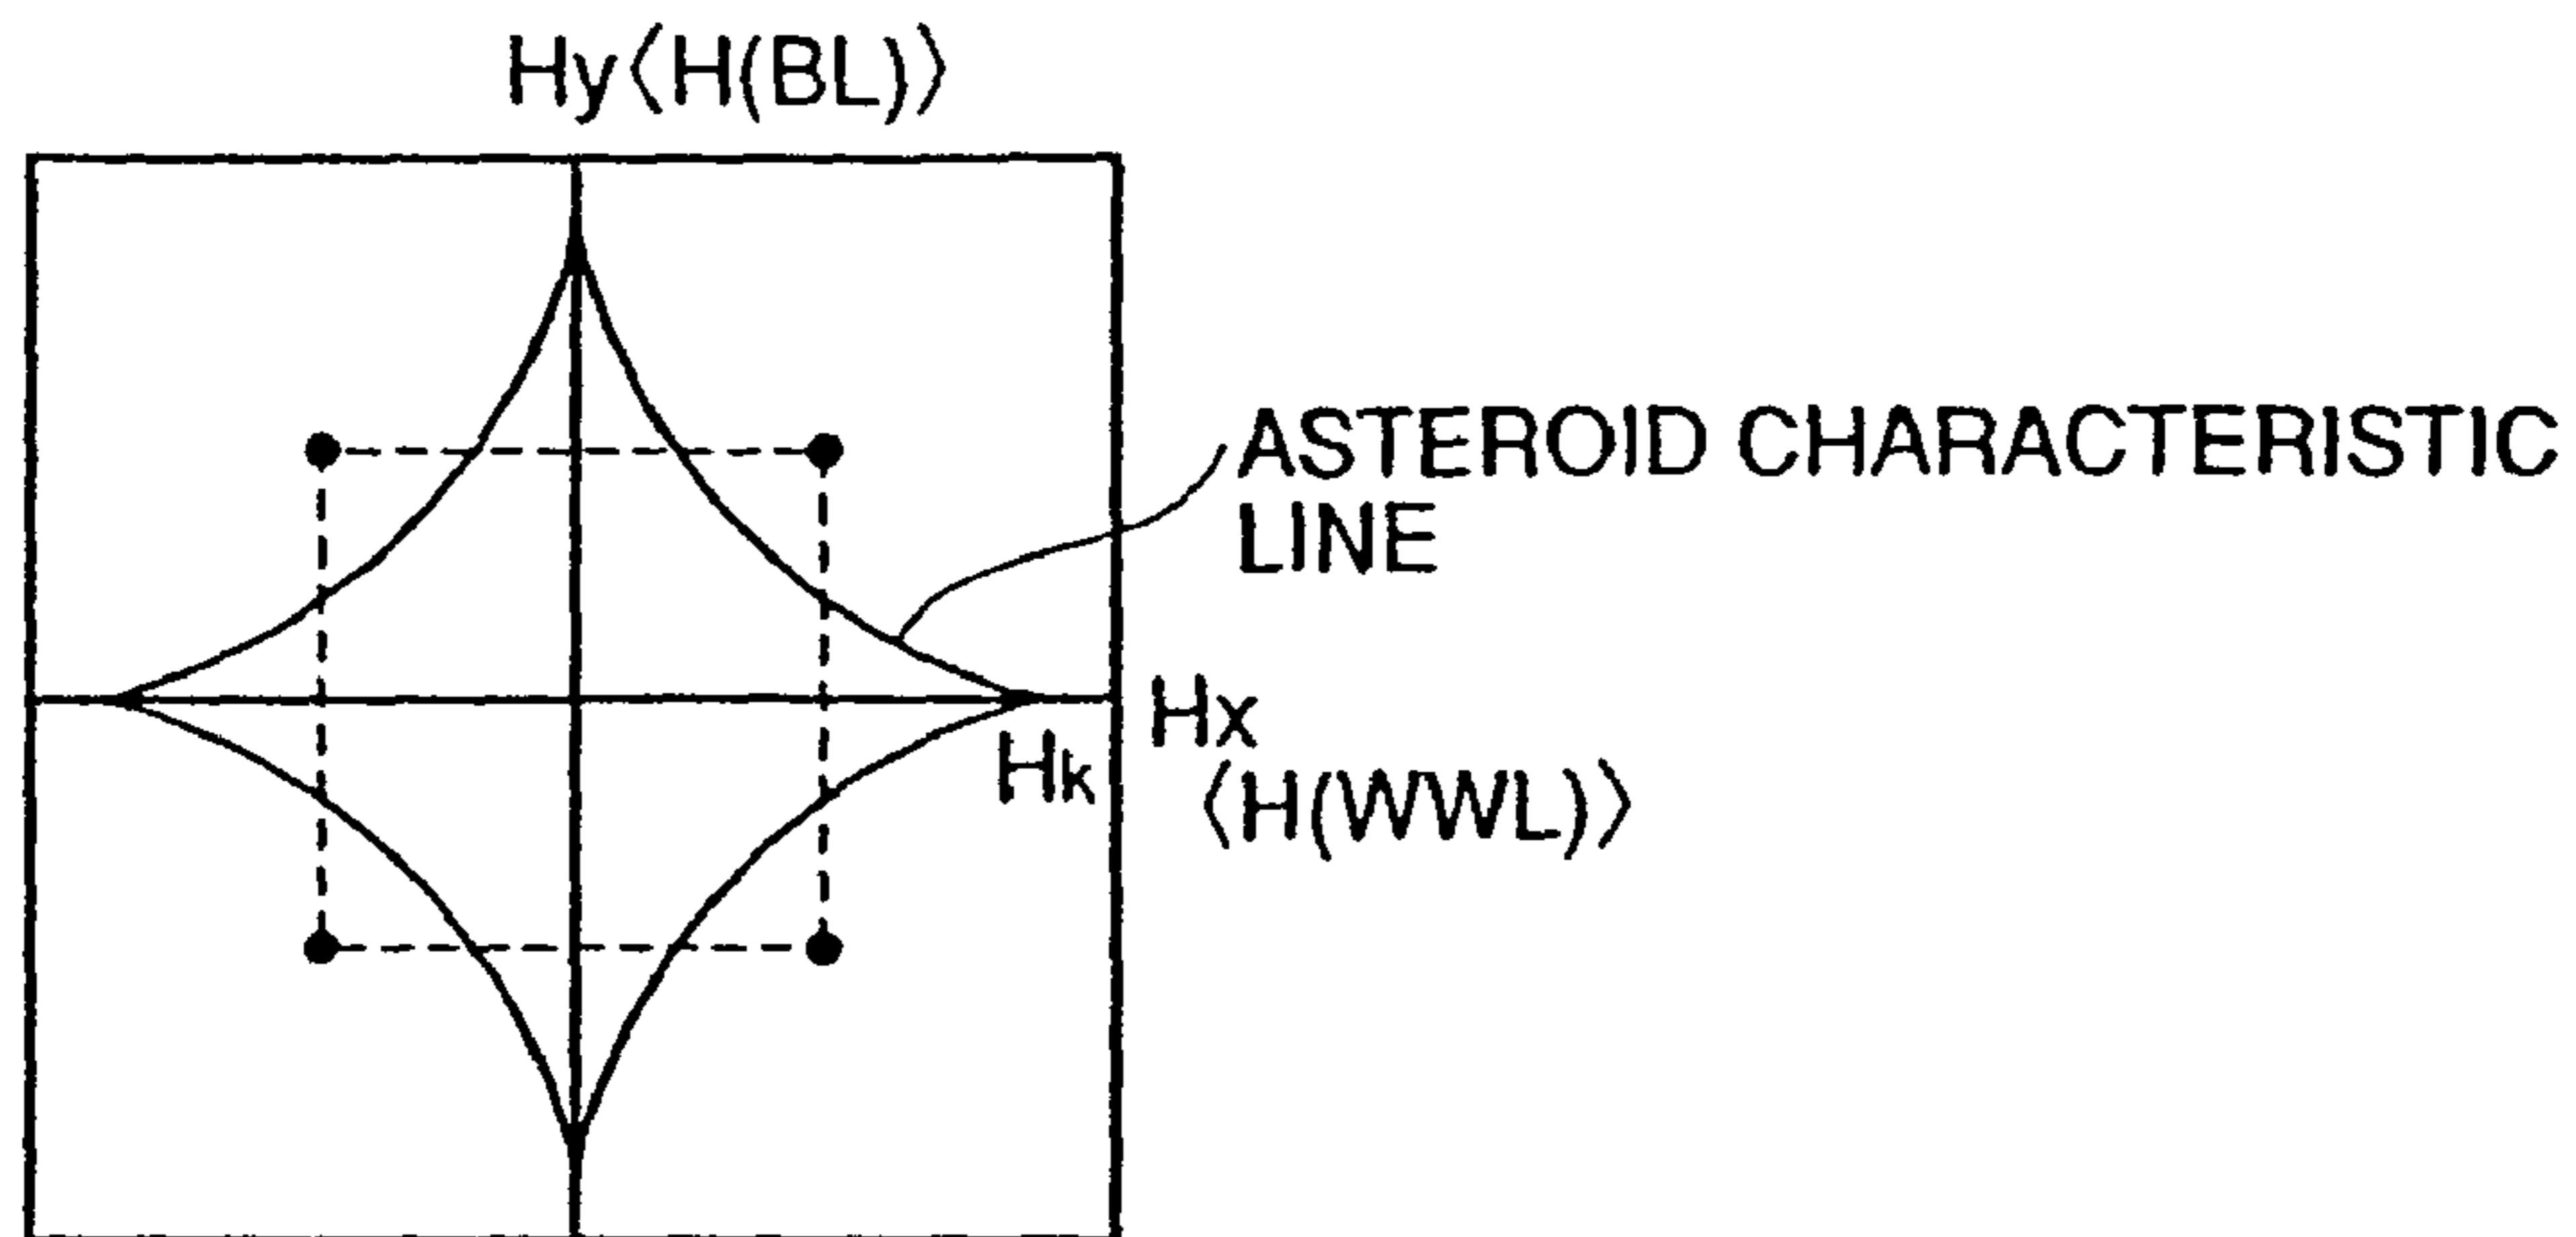 Hy〈H(BL)〉
ASTEROID CHARACTERISTIC
LINE
Hx
Hk
〈H(WWL)〉